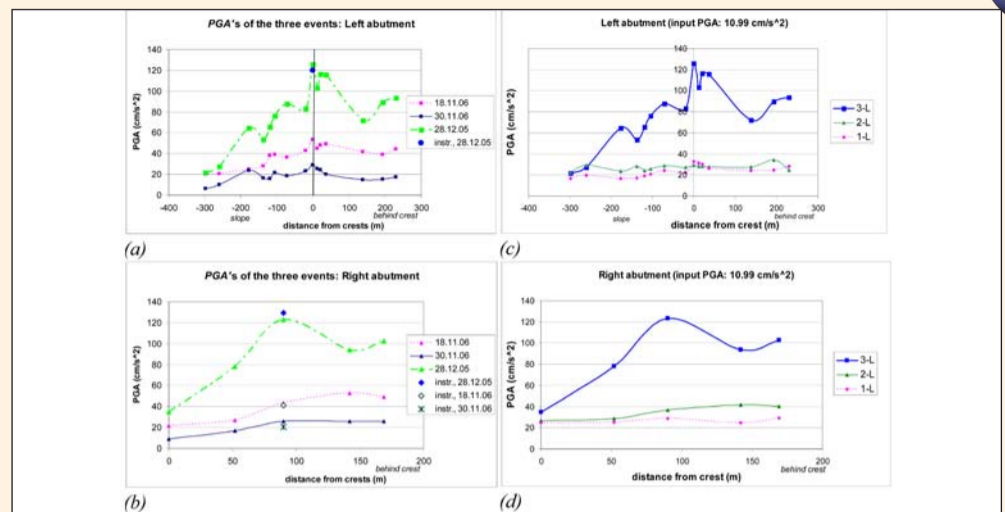 PGA's of the three events: Left abutment
PGA (cm/s^2)
140
120
100
80
60
40
20
0
-400 -300 -200 -100 0 100 200 300
slope
behind crest
distance from crests (m)
18.11.06
30.11.06
28.12.05
instr., 28.12.05
(a)
Left abutment (input PGA: 10.99 cm/s^2)
PGA (cm/s^2)
140
120
100
80
60
40
20
0
-400 -300 -200 -100 0 100 200 300
slope
behind crest
distance from crest (m)
3-L
2-L
1-L
(c)
PGA's of the three events: Right abutment
PGA (cm/s^2)
140
120
100
80
60
40
20
0
0 50 100 150 200
behind crest
distance from crests (m)
18.11.06
30.11.06
28.12.05
instr., 28.12.05
instr., 18.11.06
instr., 30.11.06
(b)
Right abutment (input PGA: 10.99 cm/s^2)
PGA (cm/s^2)
140
120
100
80
60
40
20
0
0 50 100 150 200
behind crest
distance from crest (m)
3-L
2-L
1-L
(d)